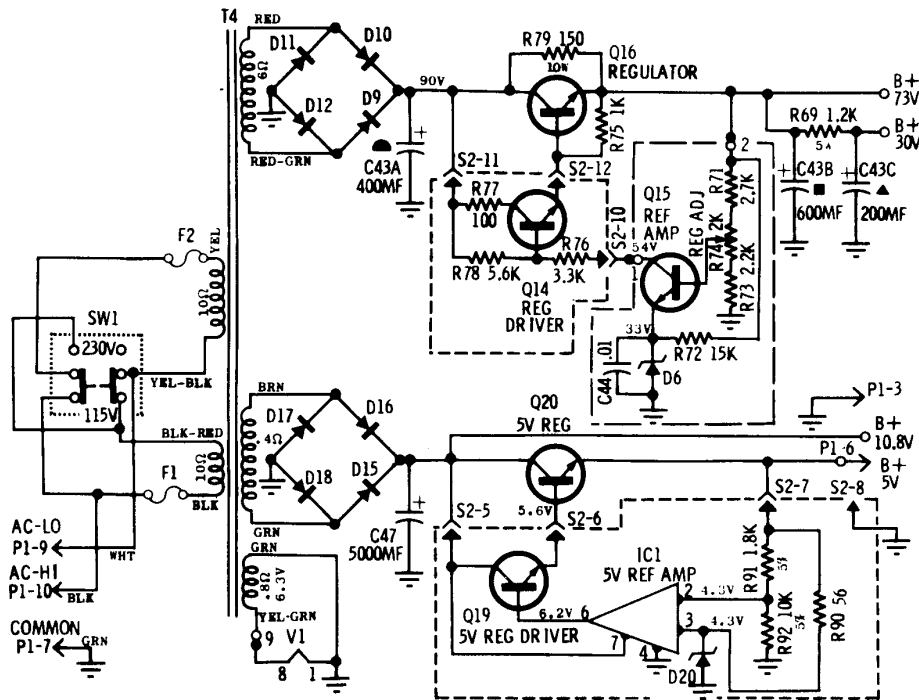 T4
RED
D11
D10
6Ω
D12
D9
RED-GRN
90V
C43A
400MF
+
R79 150
10W
Q16
REGULATOR
R75 1K
B+
73V
R69 1.2K
5%
B+
30V
C43B
600MF
+
C43C
200MF
+
S2-11
S2-12
R77
100
R78 5.6K
R76
3.3K
Q14
REG
DRIVER
S2-10
54V
1
Q15
REF
AMP
REG ADJ
2
R71
2.7K
R74 2K
R73 2.2K
33V
R72 15K
C44 .01
D6
F2
YEL
10Ω
SW1
230V
115V
YEL-BLK
BLK-RED
10Ω
F1
BLK
AC-LO
P1-9
WHT
AC-HI
P1-10
BLK
COMMON
P1-7
GRN
BRN
D17
D16
.4Ω
D18
D15
GRN
C47
5000MF
+
GRN
.8Ω
6.3V
YEL-GRN
9
V1
8
1
Q20
5V REG
5.6V
S2-5
S2-6
P1-3
B+
10.8V
P1-6
B+
5V
S2-7
S2-8
Q19
5V REG DRIVER
6.2V
6
IC1
5V REF AMP
7
4
2
4.3V
3
4.3V
D20
R91 1.8K
5%
R92 10K
5%
R90 56